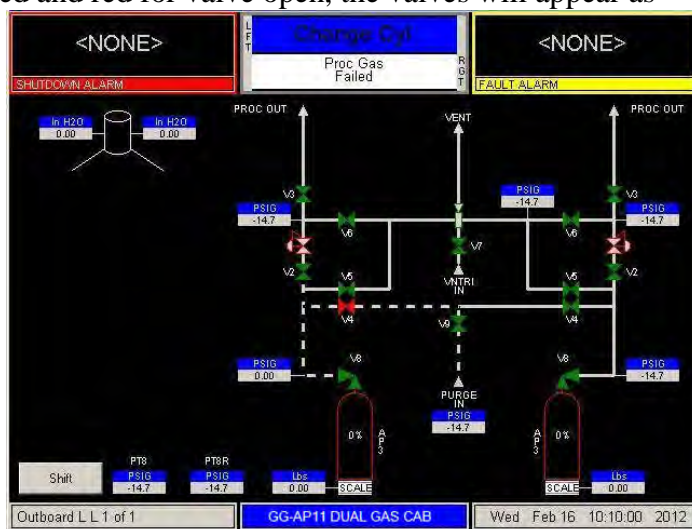 ed and red for valve open, the valves will appear as
<NONE>
SHUTDOWN ALARM
LFT
Change Cyl
Proc Gas
Failed
RGT
<NONE>
FAULT ALARM
In H2O
0.00
In H2O
0.00
PROC OUT
VENT
PROC OUT
V3
PSIG
-14.7
V6
PSIG
-14.7
V6
V3
V7
V2
V5
VNTRI
IN
V5
V2
V4
V9
V4
PSIG
0.00
V8
PURGE
IN
PSIG
-14.7
V8
PSIG
-14.7
0%
AP3
0%
AP3
Shift
PT8
PSIG
-14.7
PT8R
PSIG
-14.7
Lbs
0.00
SCALE
SCALE
Lbs
0.00
Outboard L L 1 of 1
GG-AP11 DUAL GAS CAB
Wed Feb 16 10:10:00 2012